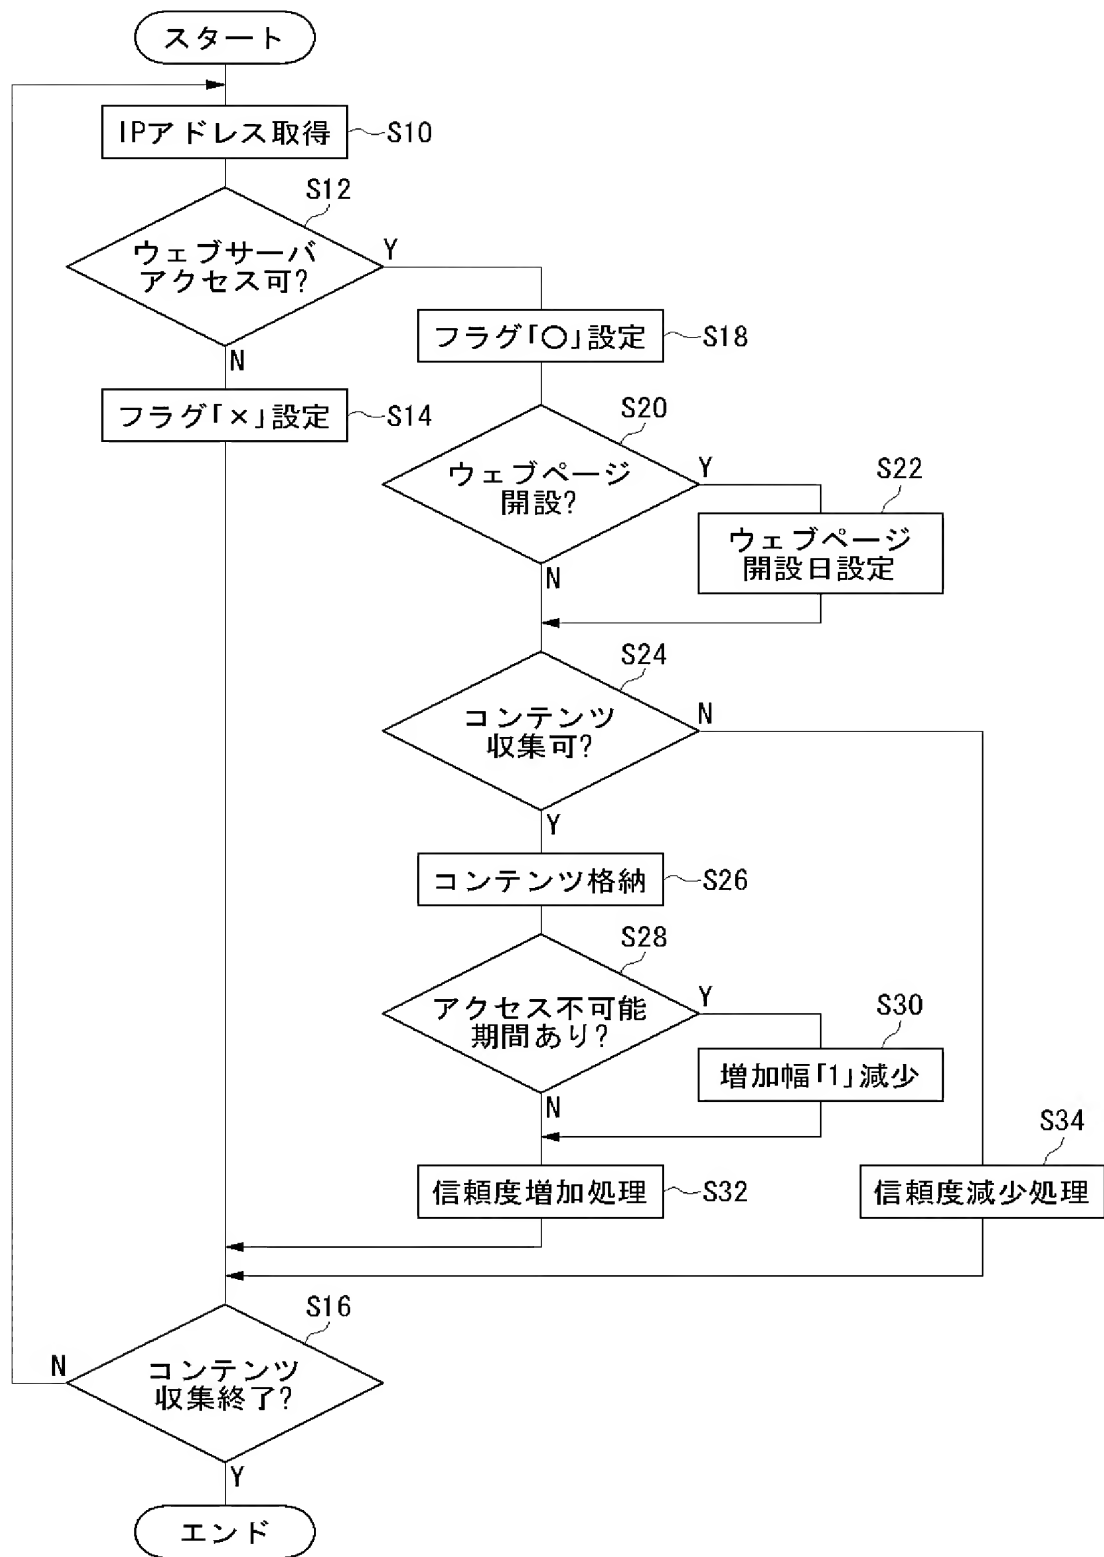 スタート
IPアドレス取得
S10
S12
ウェブサーバ
アクセス可?
Y
N
フラグ「×」設定
S14
フラグ「○」設定
S18
S20
ウェブページ
開設?
Y
N
S22
ウェブページ
開設日設定
S24
コンテンツ
収集可?
N
Y
コンテンツ格納
S26
S28
アクセス不可能
期間あり?
Y
N
S30
増加幅「1」減少
信頼度増加処理
S32
S34
信頼度減少処理
S16
コンテンツ
収集終了?
N
Y
エンド